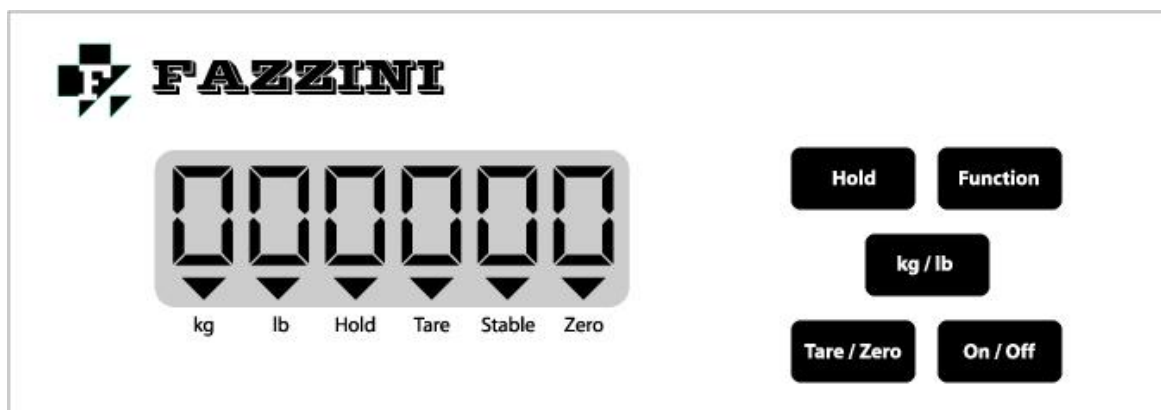 F FAZZINI
000000
kg lb Hold Tare Stable Zero
Hold Function
kg / lb
Tare / Zero On / Off